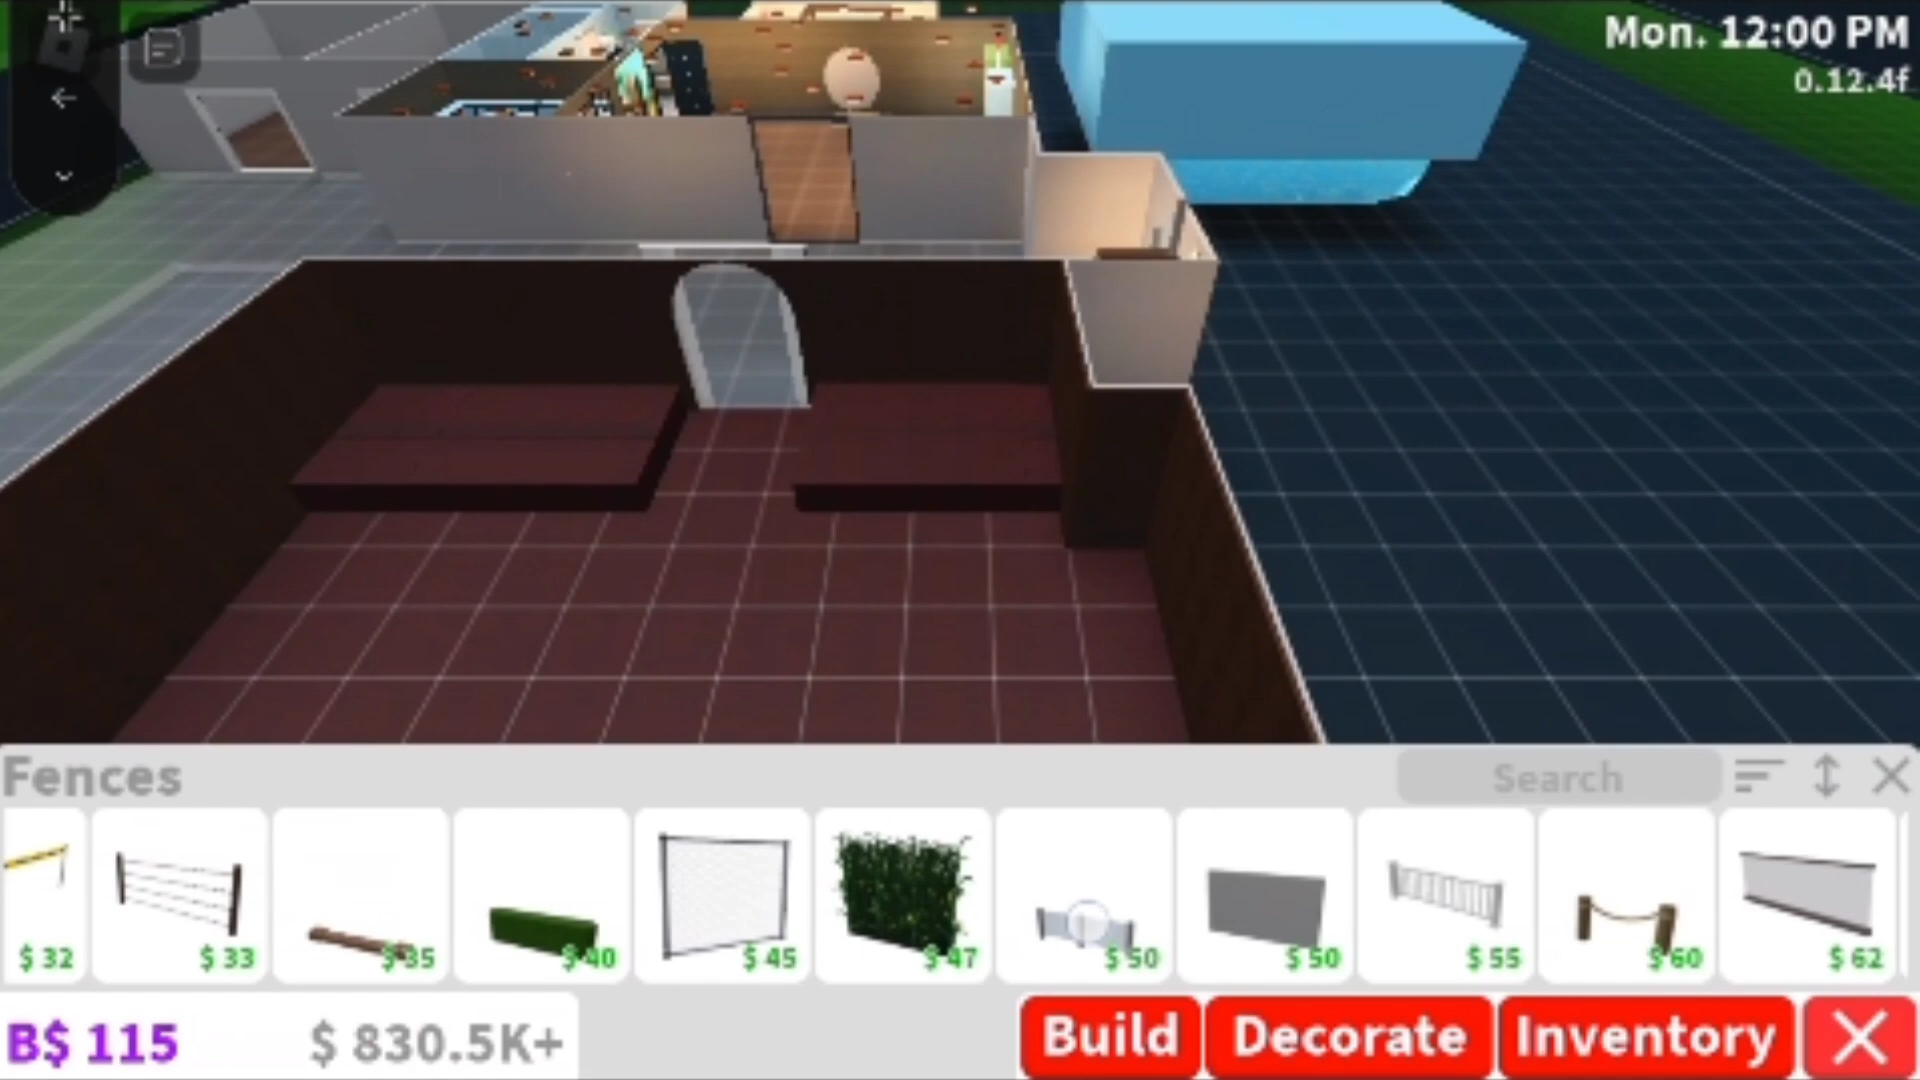 Mon. 12:00 PM
0.12.4f
Fences
Search
$ 32
$ 33
$ 35
$ 40
$ 45
$ 47
$ 50
$ 50
$ 55
$ 60
$ 62
B$ 115
$ 830.5K+
Build
Decorate
Inventory